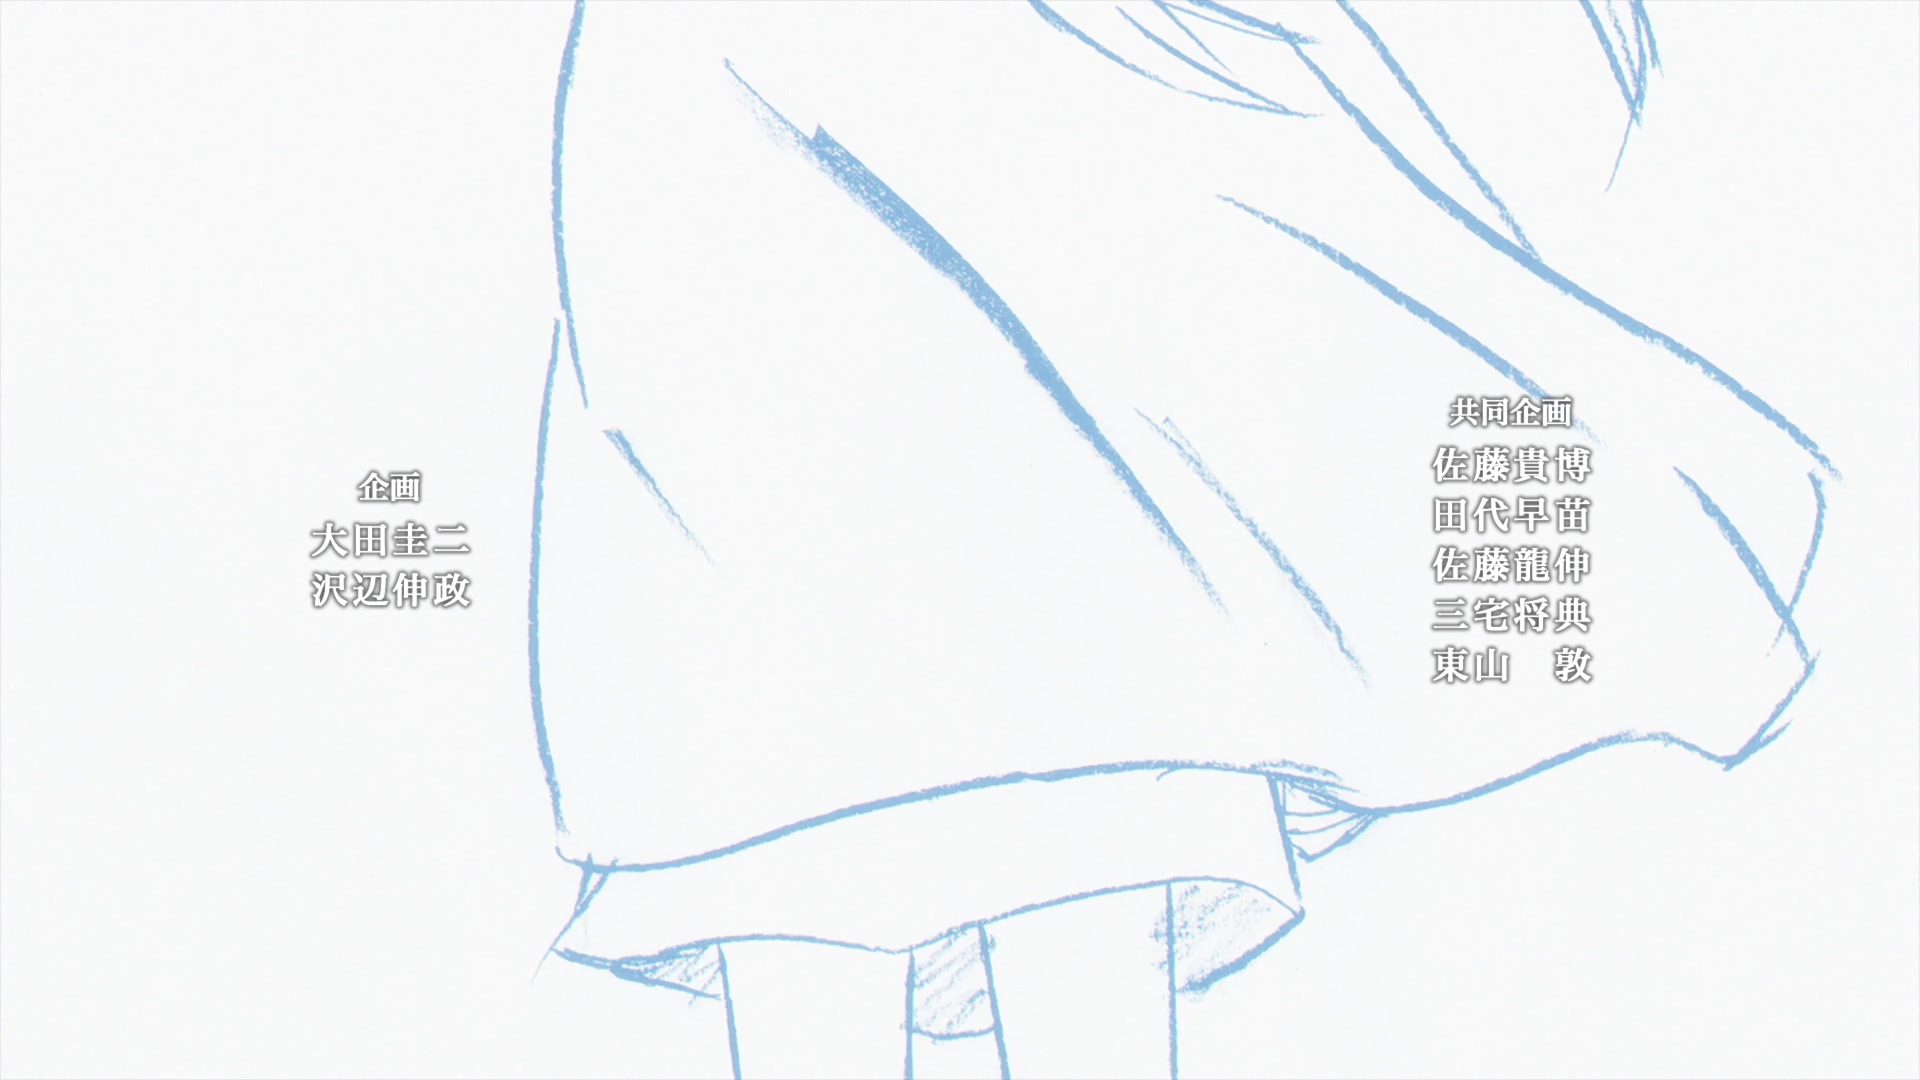 企画
大田圭二
沢辺伸政
共同企画
佐藤貴博
田代早苗
佐藤龍伸
三宅将典
東山　敦